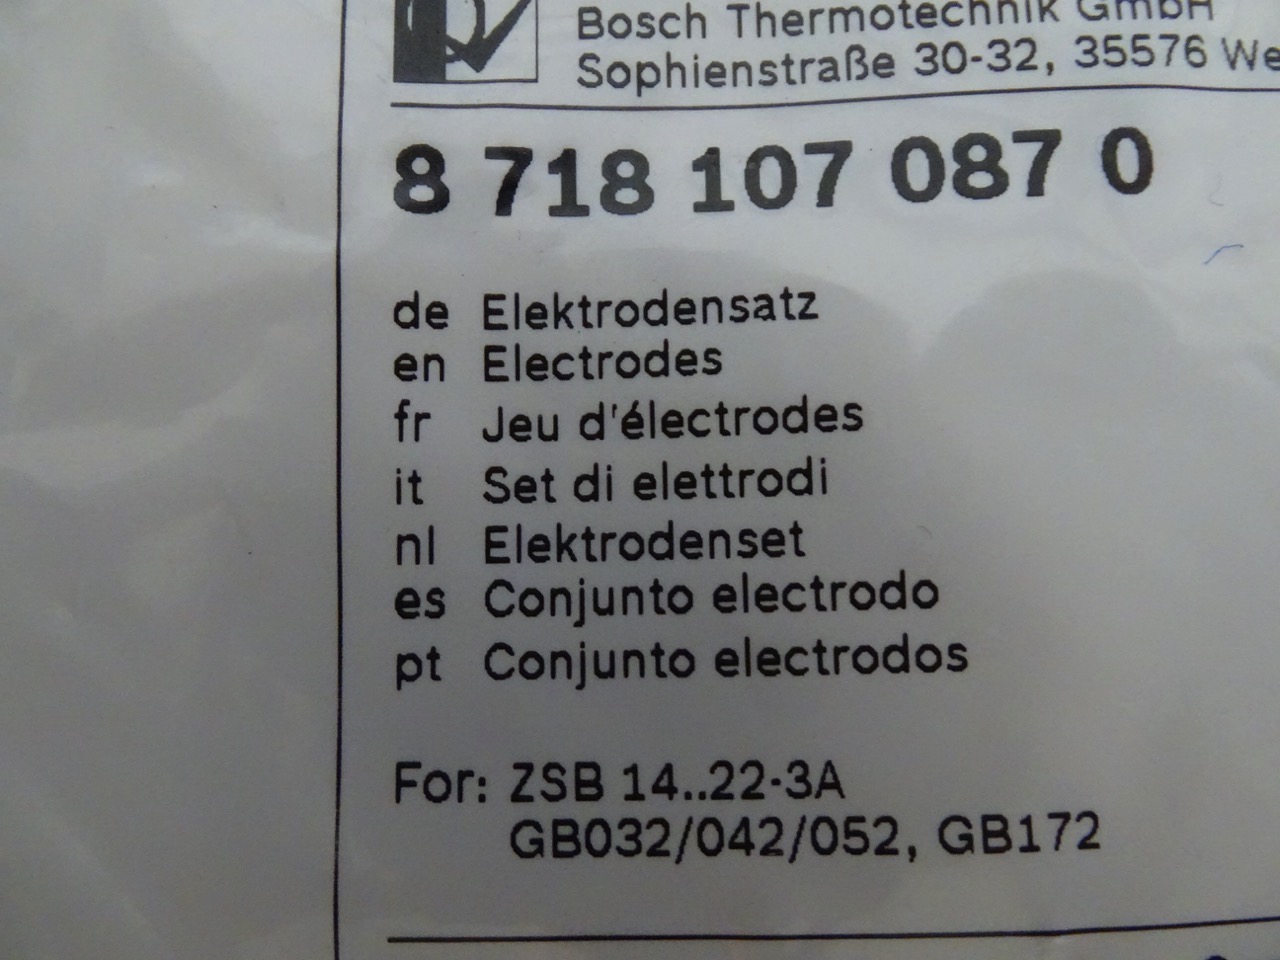 Bosch Thermotechnik GmbH
Sophienstraße 30-32, 35576 We
8 718 107 087 0
de Elektrodensatz
en Electrodes
fr Jeu d'électrodes
it Set di elettrodi
nl Elektrodenset
es Conjunto electrodo
pt Conjunto electrodos
For: ZSB 14..22-3A
GB032/042/052, GB172